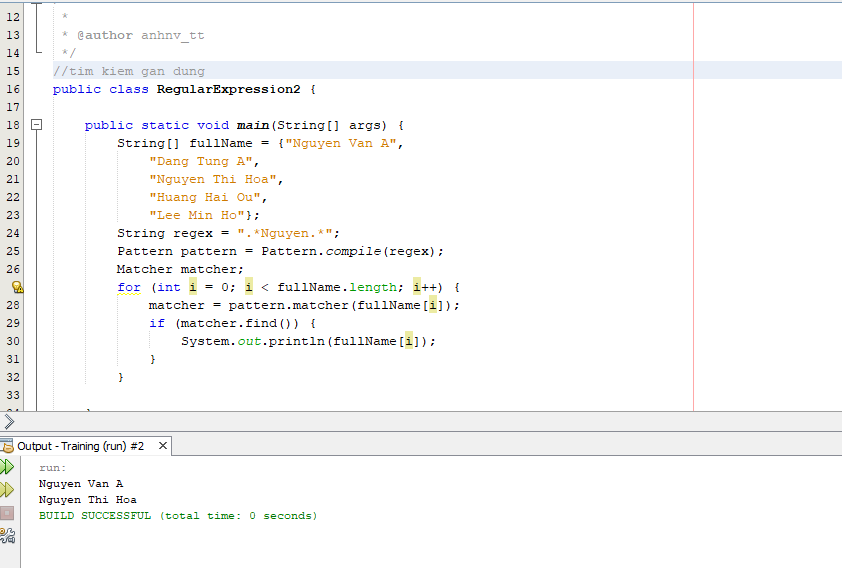 12 *
13 * @author anhnv_tt
14 */
15 //tim kiem gan dung
16 public class RegularExpression2 {
17
18 public static void main(String[] args) {
19 String[] fullName = {"Nguyen Van A",
20 "Dang Tung A",
21 "Nguyen Thi Hoa",
22 "Huang Hai Ou",
23 "Lee Min Ho"};
24 String regex = ".*Nguyen.*";
25 Pattern pattern = Pattern.compile(regex);
26 Matcher matcher;
for (int i = 0; i < fullName.length; i++) {
28 matcher = pattern.matcher(fullName[i]);
29 if (matcher.find()) {
30 System.out.println(fullName[i]);
31 }
32 }
33
Output - Training (run) #2
run:
Nguyen Van A
Nguyen Thi Hoa
BUILD SUCCESSFUL (total time: 0 seconds)